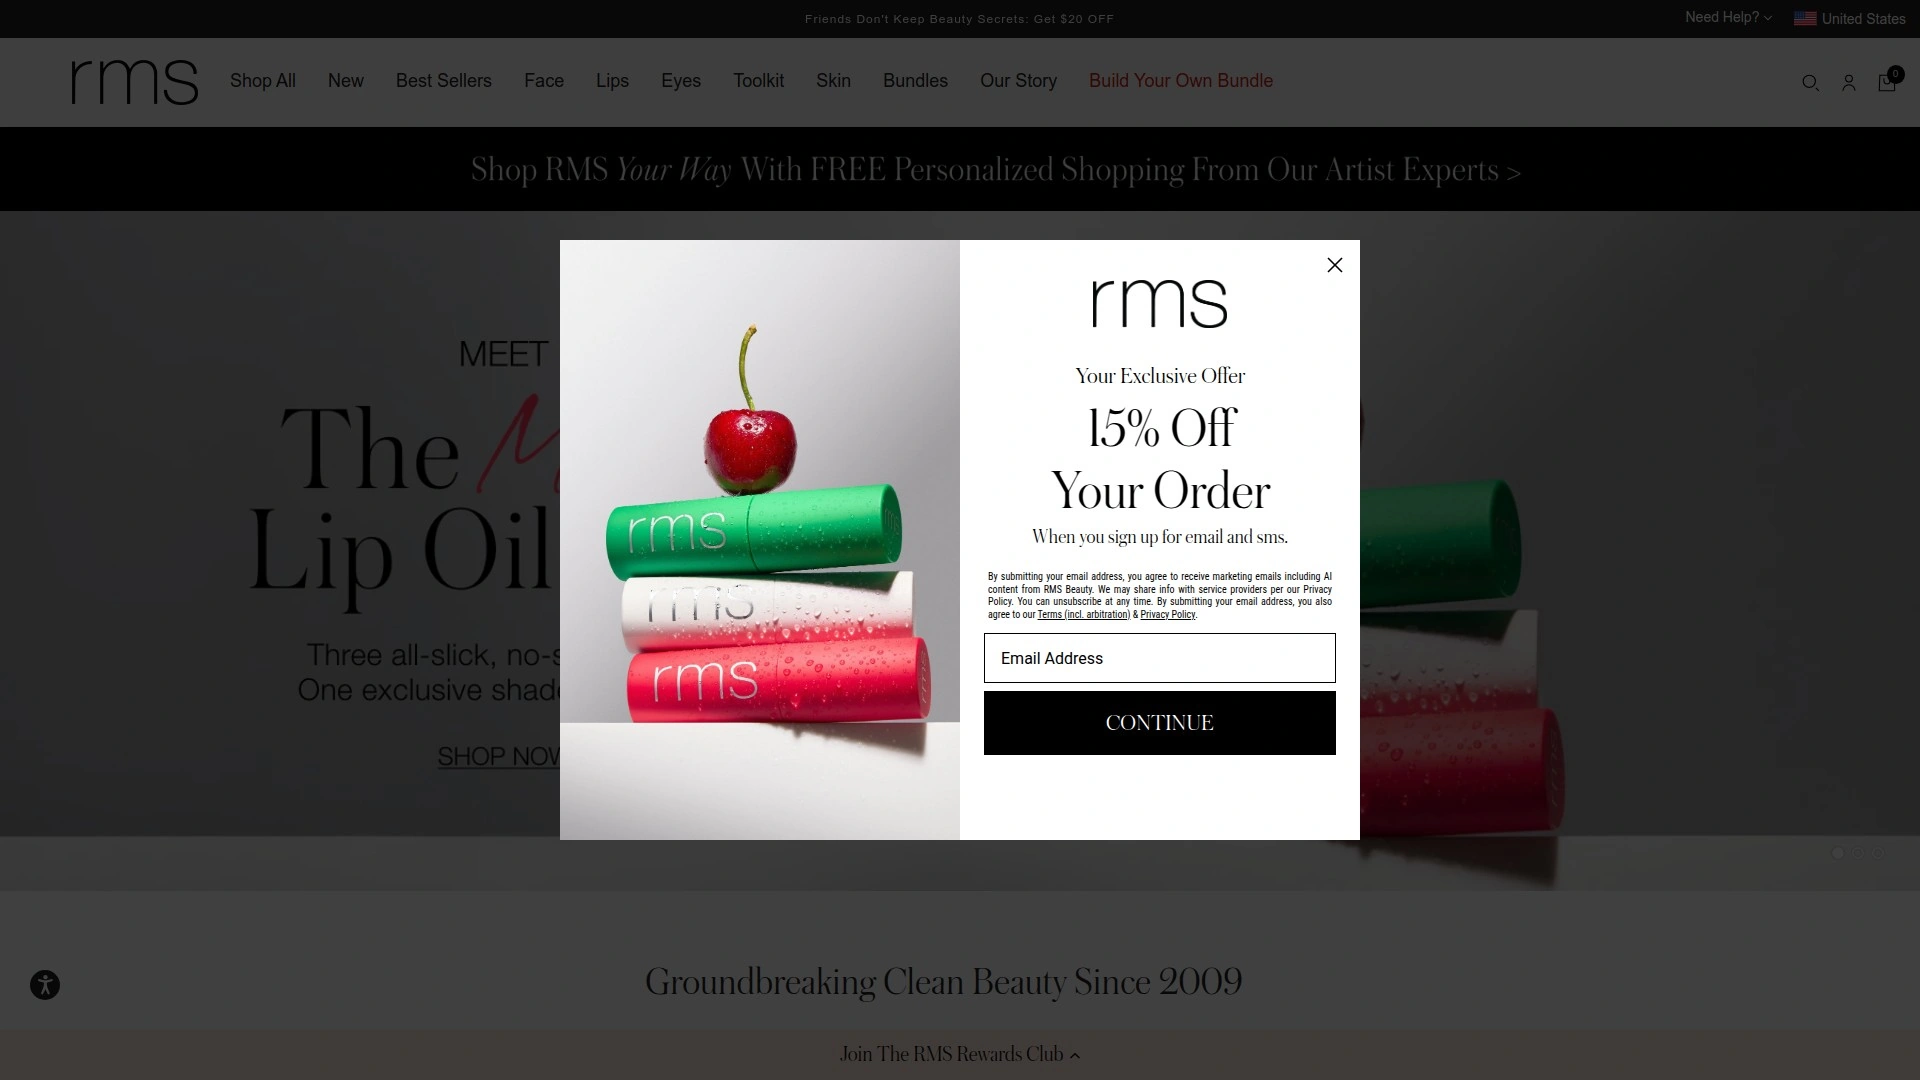 Friends Don't Keep Beauty Secrets: Get $20 OFF
Need Help?
United States
rms
Shop All
New
Best Sellers
Face
Lips
Eyes
Toolkit
Skin
Bundles
Our Story
Build Your Own Bundle
0
Shop RMS Your Way With FREE Personalized Shopping From Our Artist Experts >
MEET
The
Lip Oil
Three all-slick, no-s
One exclusive shad
SHOP NOW
rms
rms
rms
rms
Your Exclusive Offer
15% Off
Your Order
When you sign up for email and sms.
By submitting your email address, you agree to receive marketing emails including AI
content from RMS Beauty. We may share info with service providers per our Privacy
Policy. You can unsubscribe at any time. By submitting your email address, you also
agree to our Terms (incl. arbitration) & Privacy Policy.
Email Address
CONTINUE
Groundbreaking Clean Beauty Since 2009
Join The RMS Rewards Club